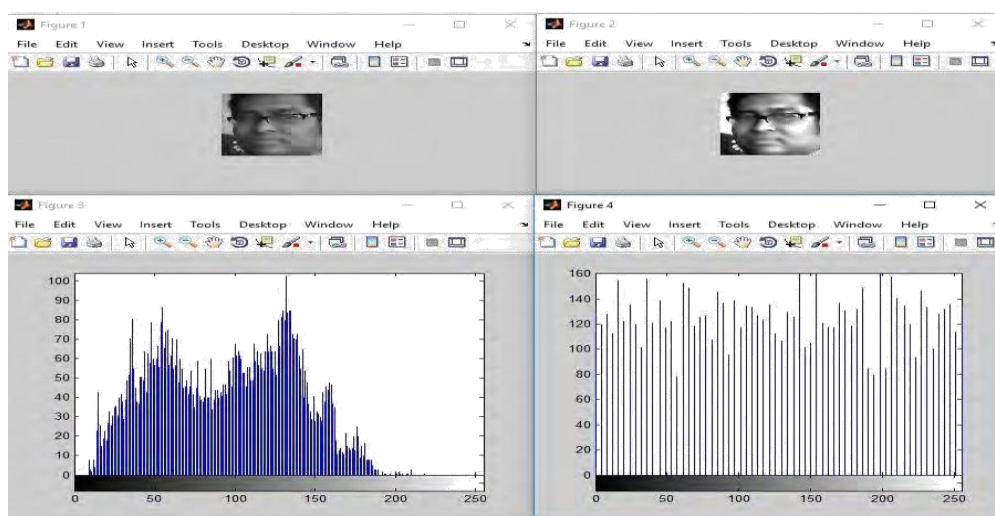 Figure 1
File Edit View Insert Tools Desktop Window Help
Figure 2
File Edit View Insert Tools Desktop Window Help
Figure 3
File Edit View Insert Tools Desktop Window Help
100
90
80
70
60
50
40
30
20
10
0
0 50 100 150 200 250
Figure 4
File Edit View Insert Tools Desktop Window Help
160
140
120
100
80
60
40
20
0
0 50 100 150 200 250